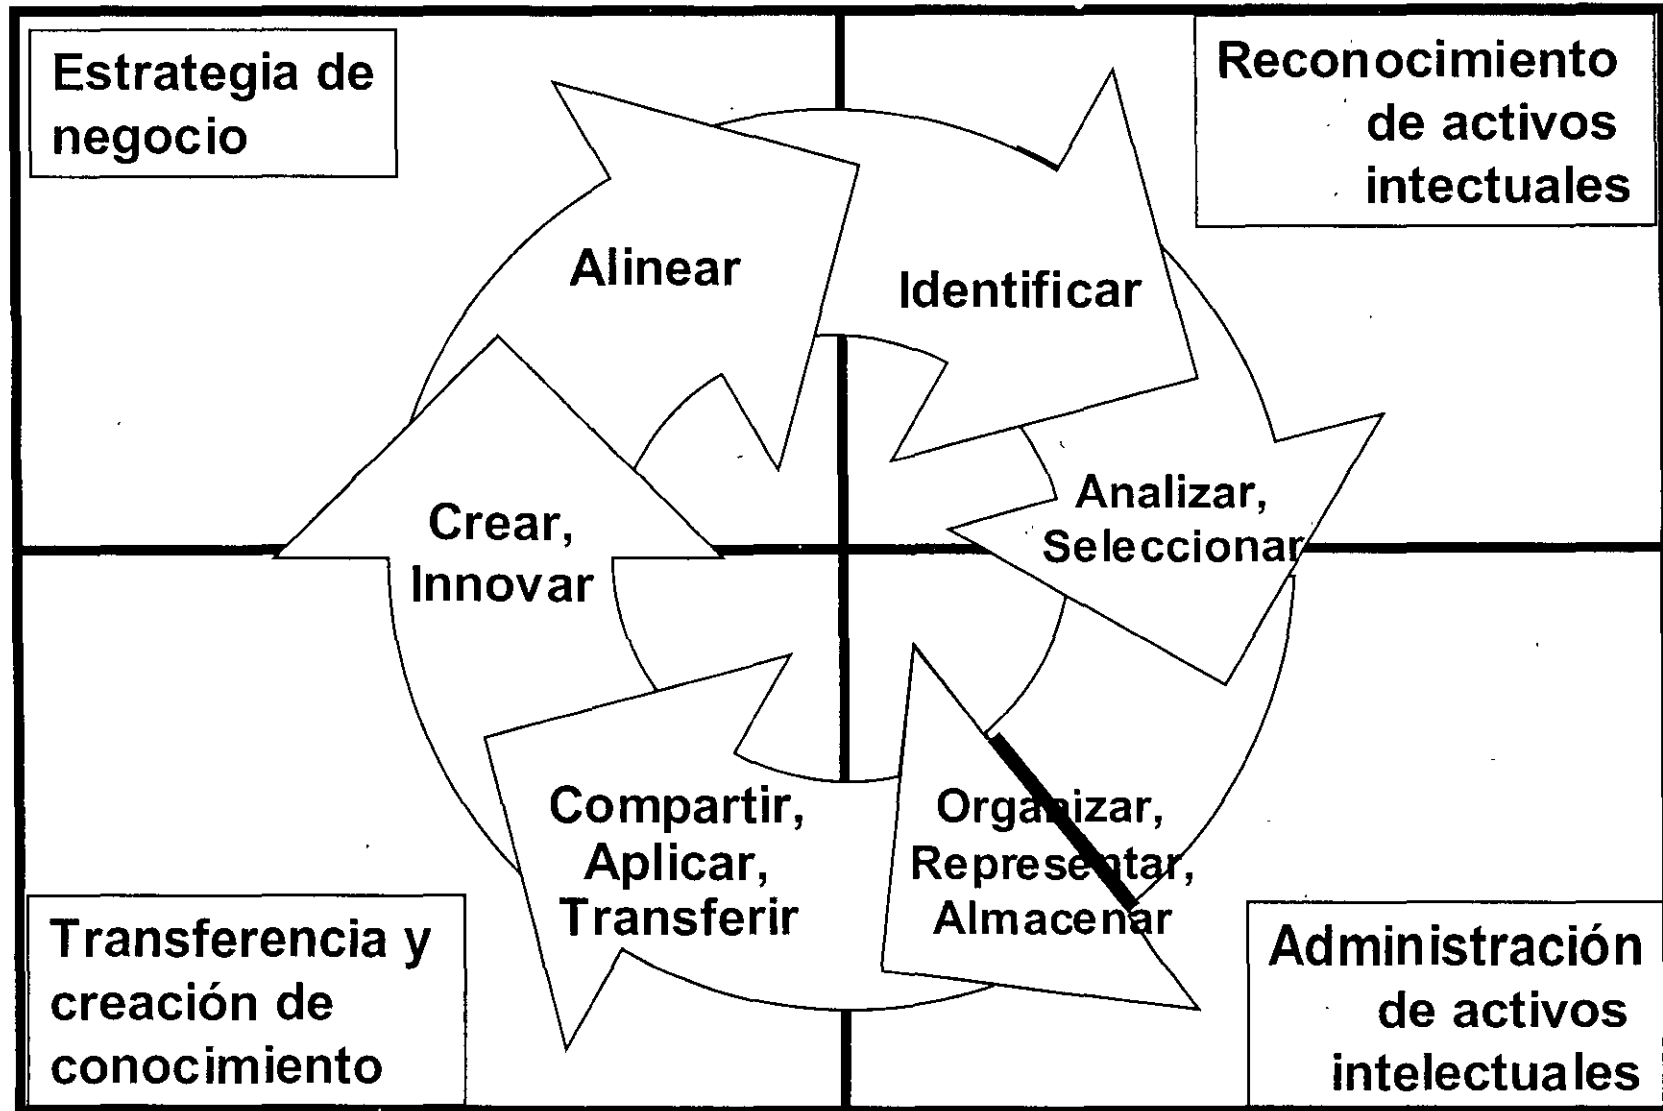 Estrategia de
negocio
Reconocimiento
de activos
intectuales
Alinear
Identificar
Analizar,
Seleccionar
Crear,
Innovar
Compartir,
Aplicar,
Transferir
Organizar,
Representar,
Almacenar
Transferencia y
creación de
conocimiento
Administración
de activos
intelectuales